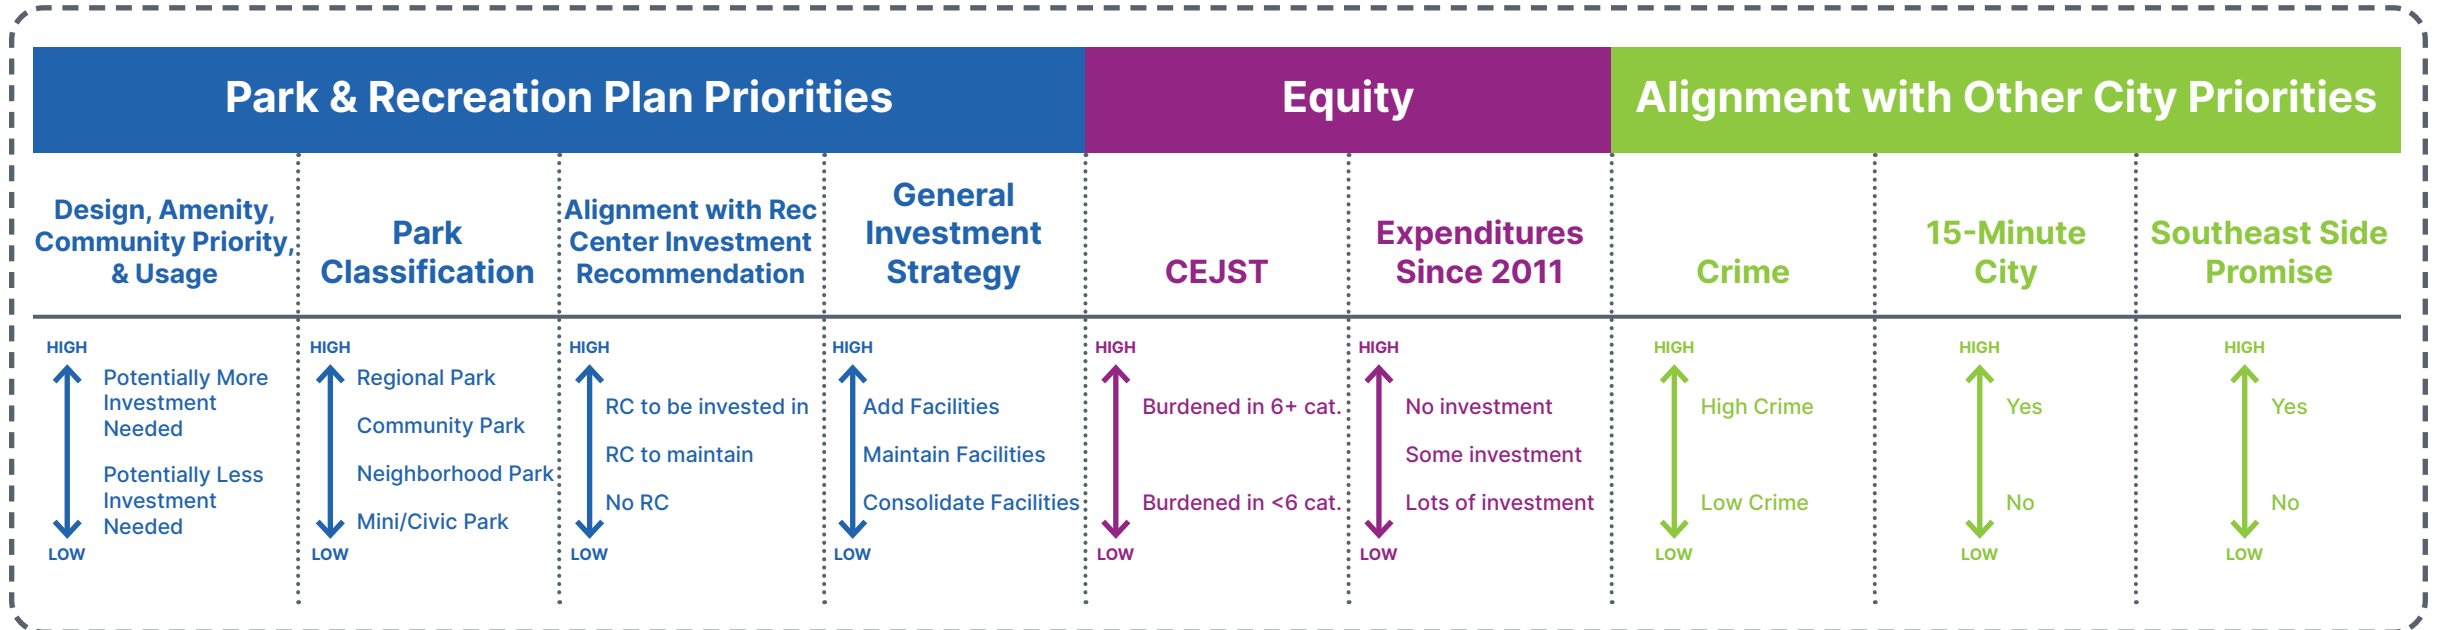 Park & Recreation Plan Priorities
Equity
Alignment with Other City Priorities
Design, Amenity,
Community Priority,
& Usage
Park
Classification
Alignment with Rec
Center Investment
Recommendation
General
Investment
Strategy
CEJST
Expenditures
Since 2011
Crime
15-Minute
City
Southeast Side
Promise
HIGH
Potentially More
Investment
Needed
Potentially Less
Investment
Needed
LOW
HIGH
Regional Park
Community Park
Neighborhood Park
Mini/Civic Park
LOW
HIGH
RC to be invested in
RC to maintain
No RC
LOW
HIGH
Add Facilities
Maintain Facilities
Consolidate Facilities
LOW
HIGH
Burdened in 6+ cat.
Burdened in <6 cat.
LOW
HIGH
No investment
Some investment
Lots of investment
LOW
HIGH
High Crime
Low Crime
LOW
HIGH
Yes
No
LOW
HIGH
Yes
No
LOW